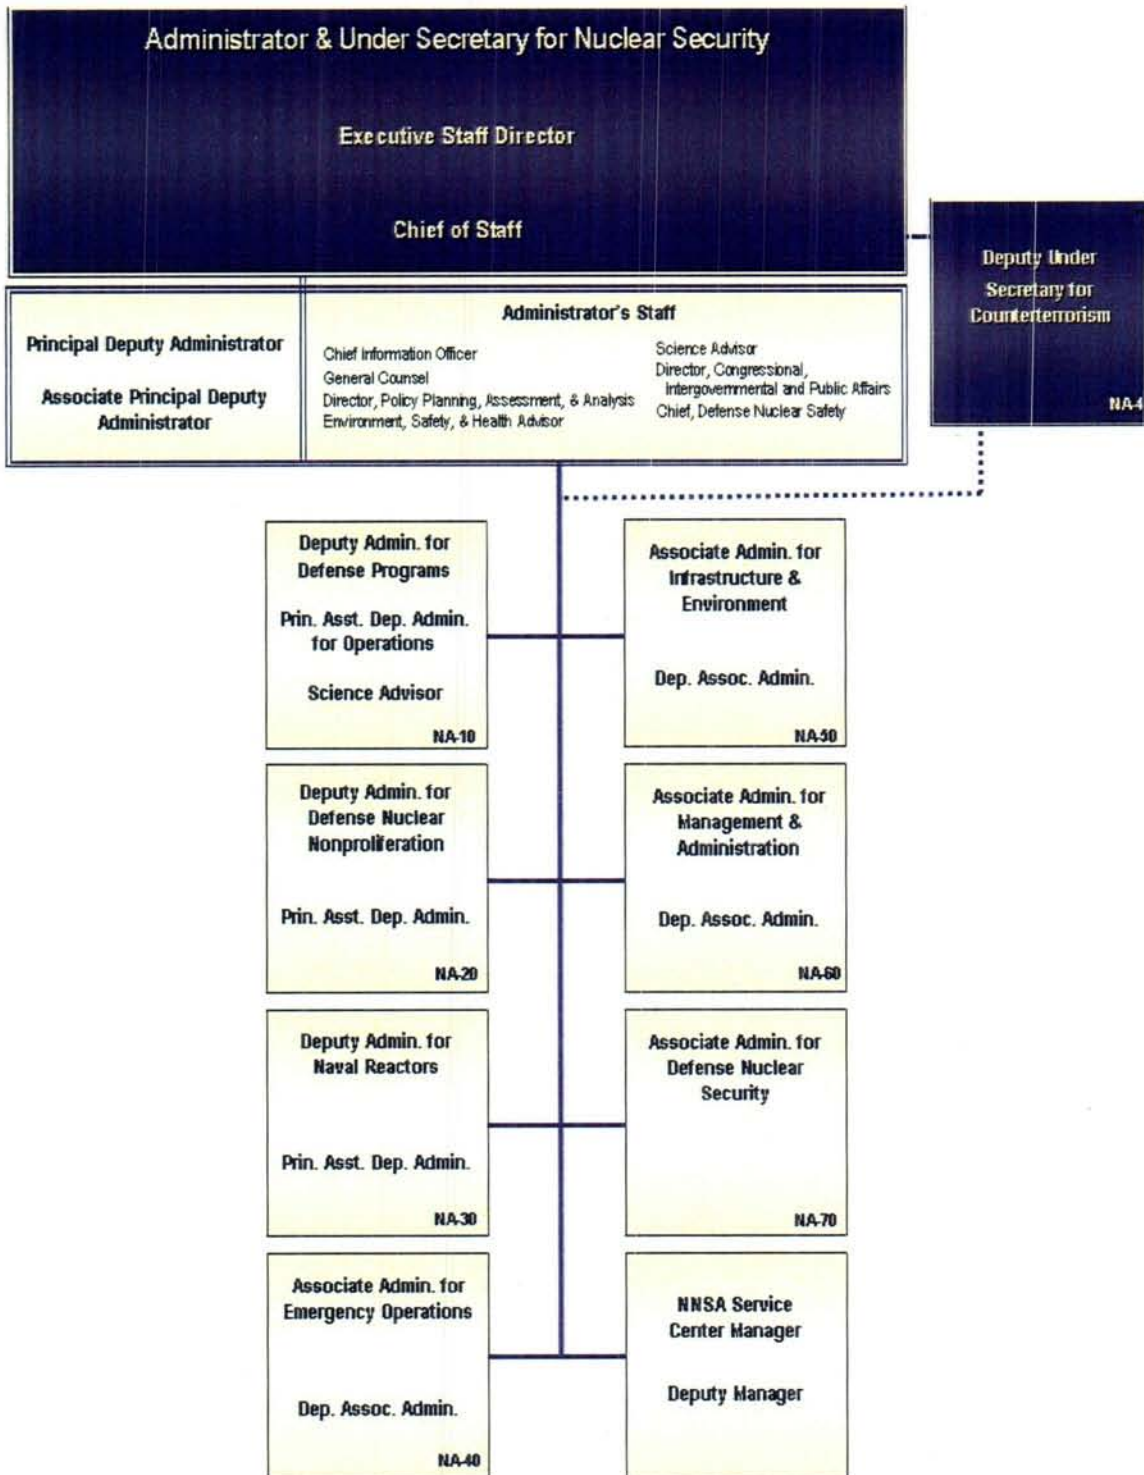 Administrator & Under Secretary for Nuclear Security
Executive Staff Director
Chief of Staff
Deputy Under
Secretary for
Counterterrorism
Principal Deputy Administrator
Associate Principal Deputy
Administrator
Administrator's Staff
Chief Information Officer
General Counsel
Director, Policy Planning, Assessment, & Analysis
Environment, Safety, & Health Advisor
Science Advisor
Director, Congressional,
Intergovernmental and Public Affairs
Chief, Defense Nuclear Safety
Deputy Admin. for
Defense Programs
Prin. Asst. Dep. Admin.
for Operations
Science Advisor
NA-10
Associate Admin. for
Infrastructure &
Environment
Dep. Assoc. Admin.
NA-50
Deputy Admin. for
Defense Nuclear
Nonproliferation
Prin. Asst. Dep. Admin.
NA-20
Associate Admin. for
Management &
Administration
Dep. Assoc. Admin.
NA-60
Deputy Admin. for
Naval Reactors
Prin. Asst. Dep. Admin.
NA-30
Associate Admin. for
Defense Nuclear
Security
NA-70
Associate Admin. for
Emergency Operations
Dep. Assoc. Admin.
NA-40
NNSA Service
Center Manager
Deputy Manager